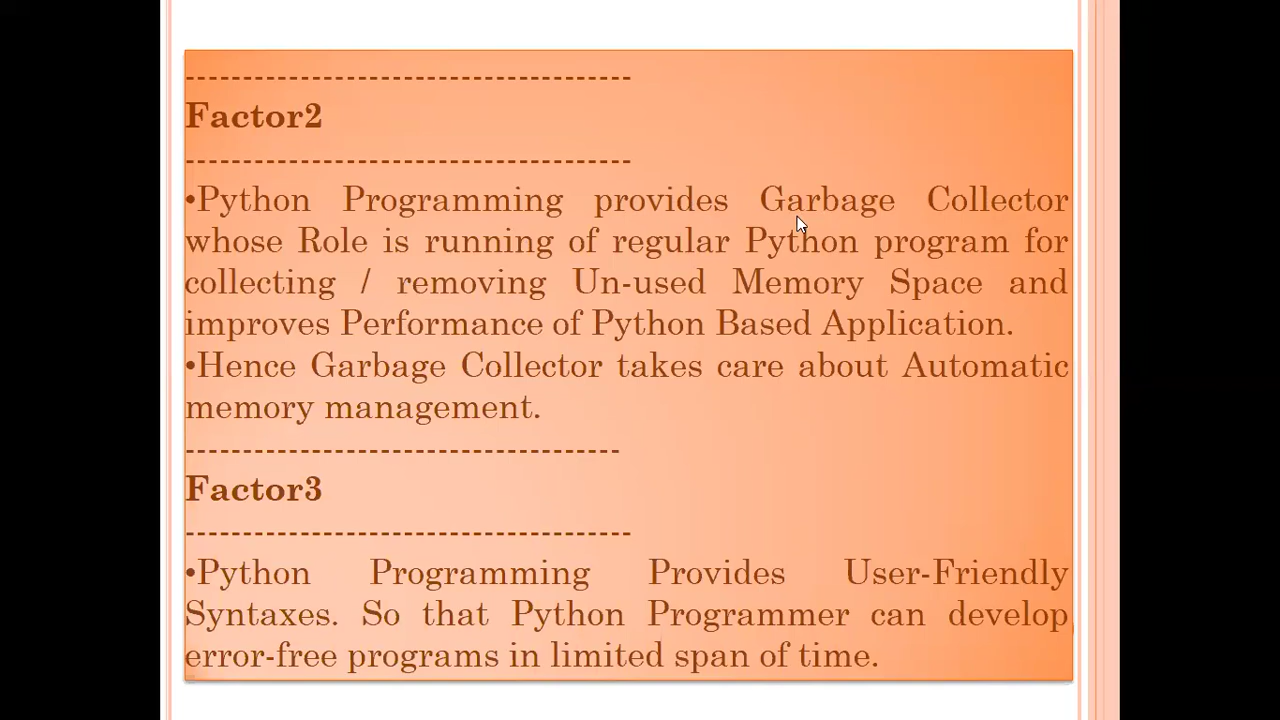 ---------------------------------------
Factor2
---------------------------------------
•Python Programming provides Garbage Collector
whose Role is running of regular Python program for
collecting / removing Un-used Memory Space and
improves Performance of Python Based Application.
•Hence Garbage Collector takes care about Automatic
memory management.
--------------------------------------
Factor3
---------------------------------------
•Python Programming Provides User-Friendly
Syntaxes. So that Python Programmer can develop
error-free programs in limited span of time.